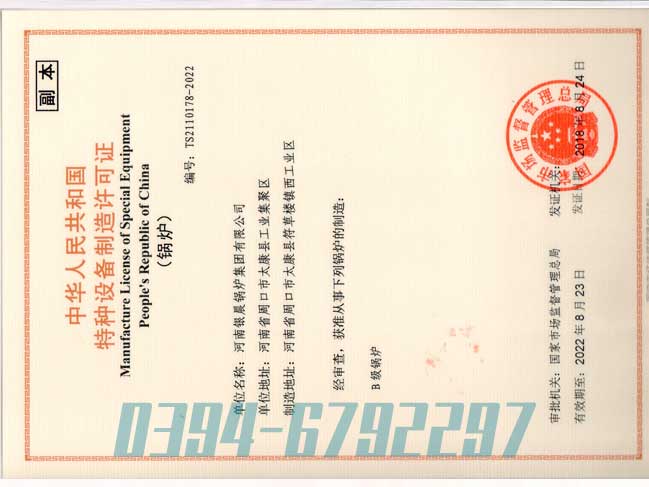 副本
中华人民共和国
特种设备制造许可证
Manufacture License of Special Equipment
People's Republic of China
（锅炉）
编号：TS2110178-2022
单位名称：河南银晨锅炉集团有限公司
单位地址：河南省周口市太康县工业集聚区
制造地址：河南省周口市太康县符草楼镇西工业区
经审查，获准从事下列锅炉的制造：
B级锅炉
审批机关：国家市场监督管理总局
发证机关：
有效期至：2022年8月23日
发证日期：2018年8月24日
国家市场监督管理总局
0394-6792297